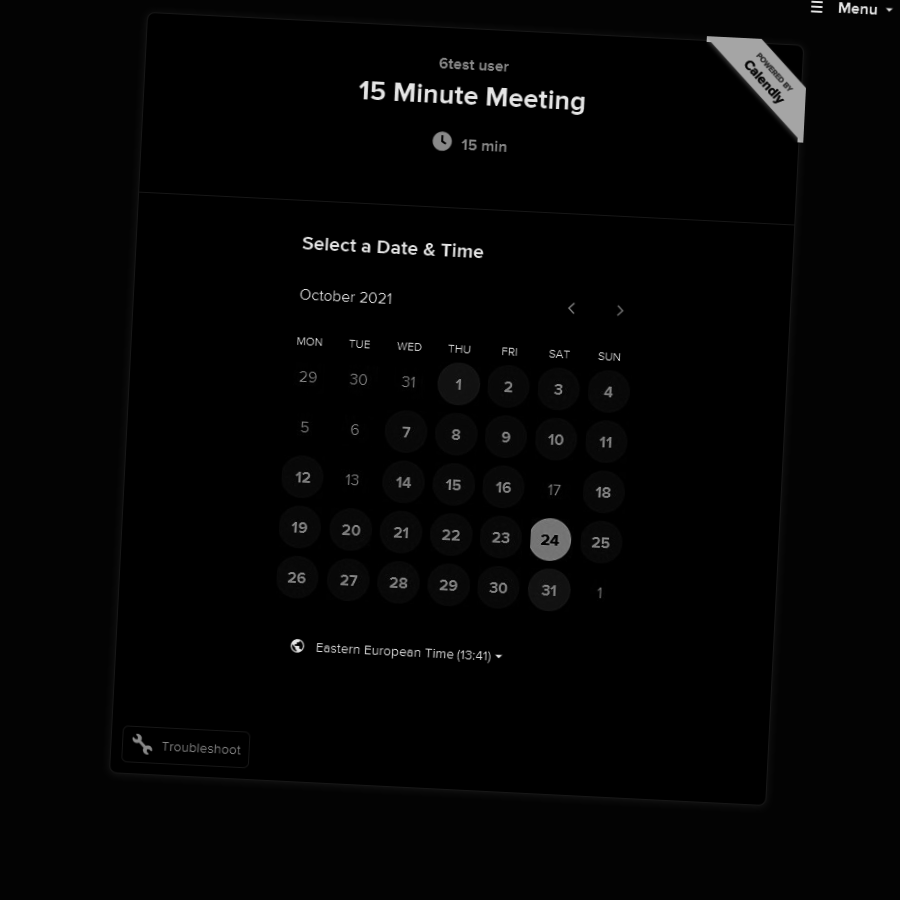 ☰ Menu
POWERED BY
Calendly
6test user
15 Minute Meeting
15 min
Select a Date & Time
October 2021
MON TUE WED THU FRI SAT SUN
29 30 31 1 2 3 4
5 6 7 8 9 10 11
12 13 14 15 16 17 18
19 20 21 22 23 24 25
26 27 28 29 30 31 1
Eastern European Time (13:41)
Troubleshoot